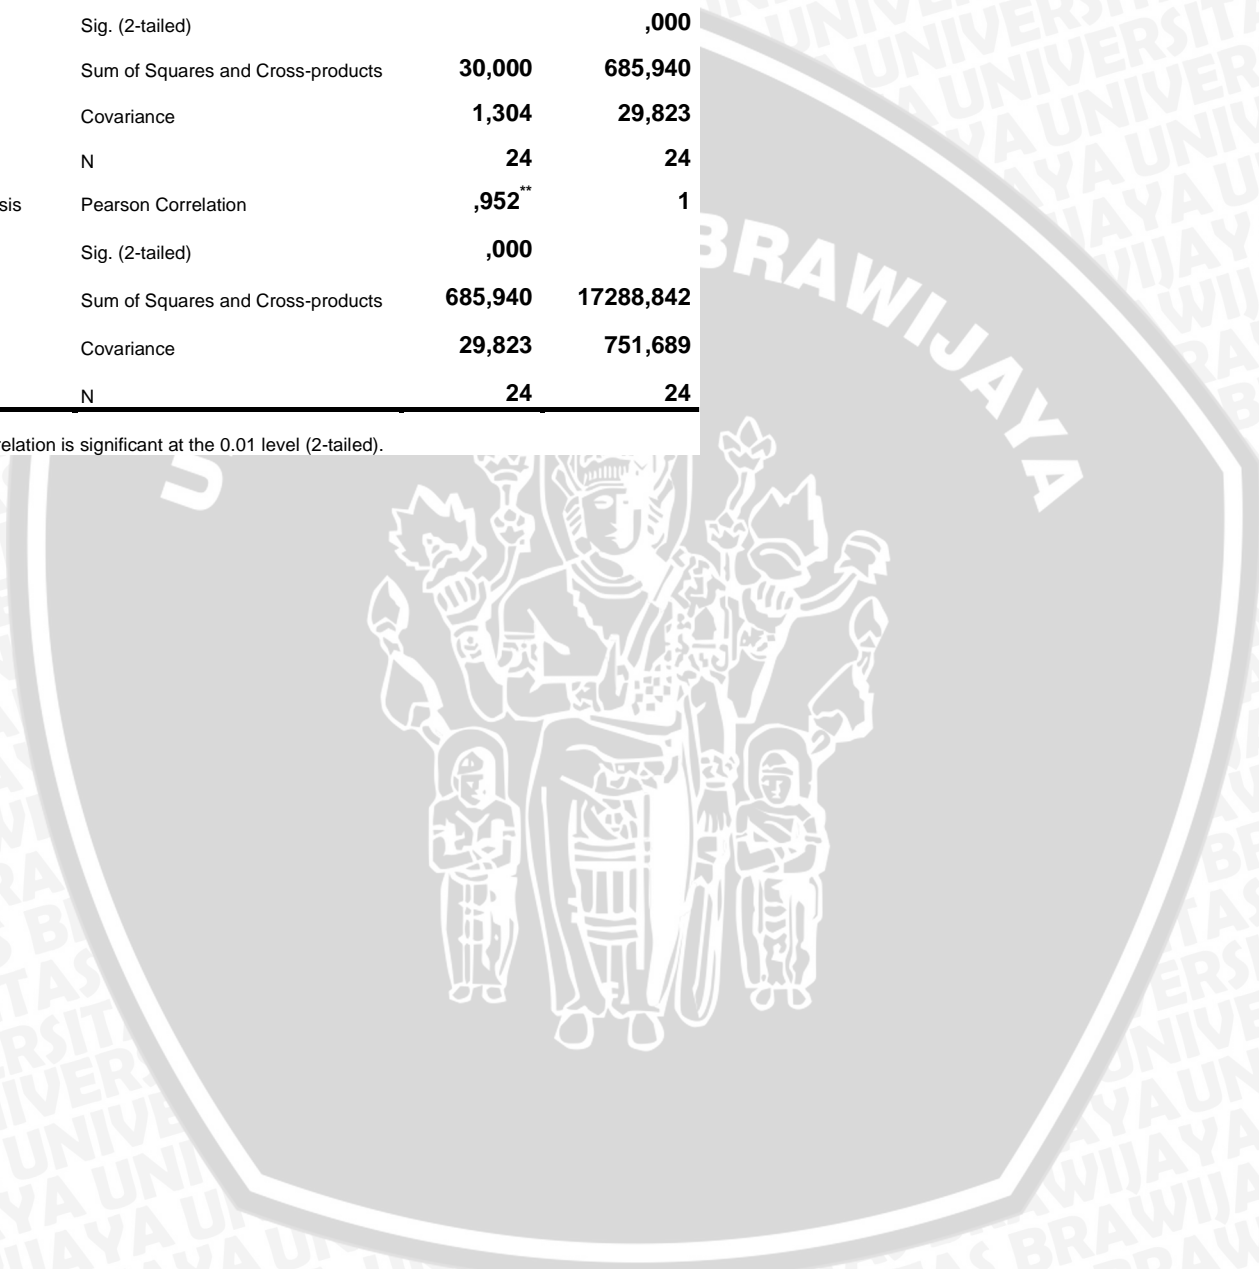 Sig. (2-tailed) ,000
Sum of Squares and Cross-products 30,000 685,940
Covariance 1,304 29,823
N 24 24
sis Pearson Correlation ,952** 1
Sig. (2-tailed) ,000
Sum of Squares and Cross-products 685,940 17288,842
Covariance 29,823 751,689
N 24 24
relation is significant at the 0.01 level (2-tailed).
BRAWIJAYA
U